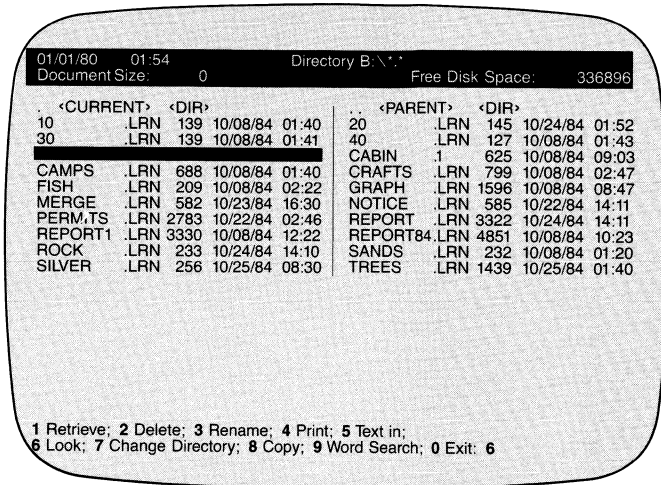 01/01/80 01:54 Directory B:\*.*
Document Size: 0 Free Disk Space: 336896
. <CURRENT> <DIR> .. <PARENT> <DIR>
10 .LRN 139 10/08/84 01:40 20 .LRN 145 10/24/84 01:52
30 .LRN 139 10/08/84 01:41 40 .LRN 127 10/08/84 01:43
CABIN .1 625 10/08/84 09:03
CAMPS .LRN 688 10/08/84 01:40 CRAFTS .LRN 799 10/08/84 02:47
FISH .LRN 209 10/08/84 02:22 GRAPH .LRN 1596 10/08/84 08:47
MERGE .LRN 582 10/23/84 16:30 NOTICE .LRN 585 10/22/84 14:11
PERMITS .LRN 2783 10/22/84 02:46 REPORT .LRN 3322 10/24/84 14:11
REPORT1 .LRN 3330 10/08/84 12:22 REPORT84 .LRN 4851 10/08/84 10:23
ROCK .LRN 233 10/24/84 14:10 SANDS .LRN 232 10/08/84 01:20
SILVER .LRN 256 10/25/84 08:30 TREES .LRN 1439 10/25/84 01:40
1 Retrieve; 2 Delete; 3 Rename; 4 Print; 5 Text in;
6 Look; 7 Change Directory; 8 Copy; 9 Word Search; 0 Exit: 6